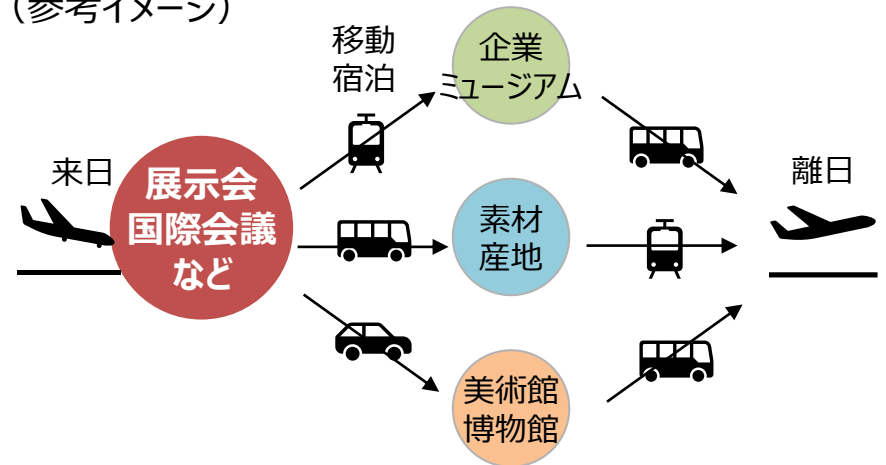 （参考イメージ）
移動
宿泊
企業
ミュージアム
来日
展示会
国際会議
など
素材
産地
離日
美術館
博物館